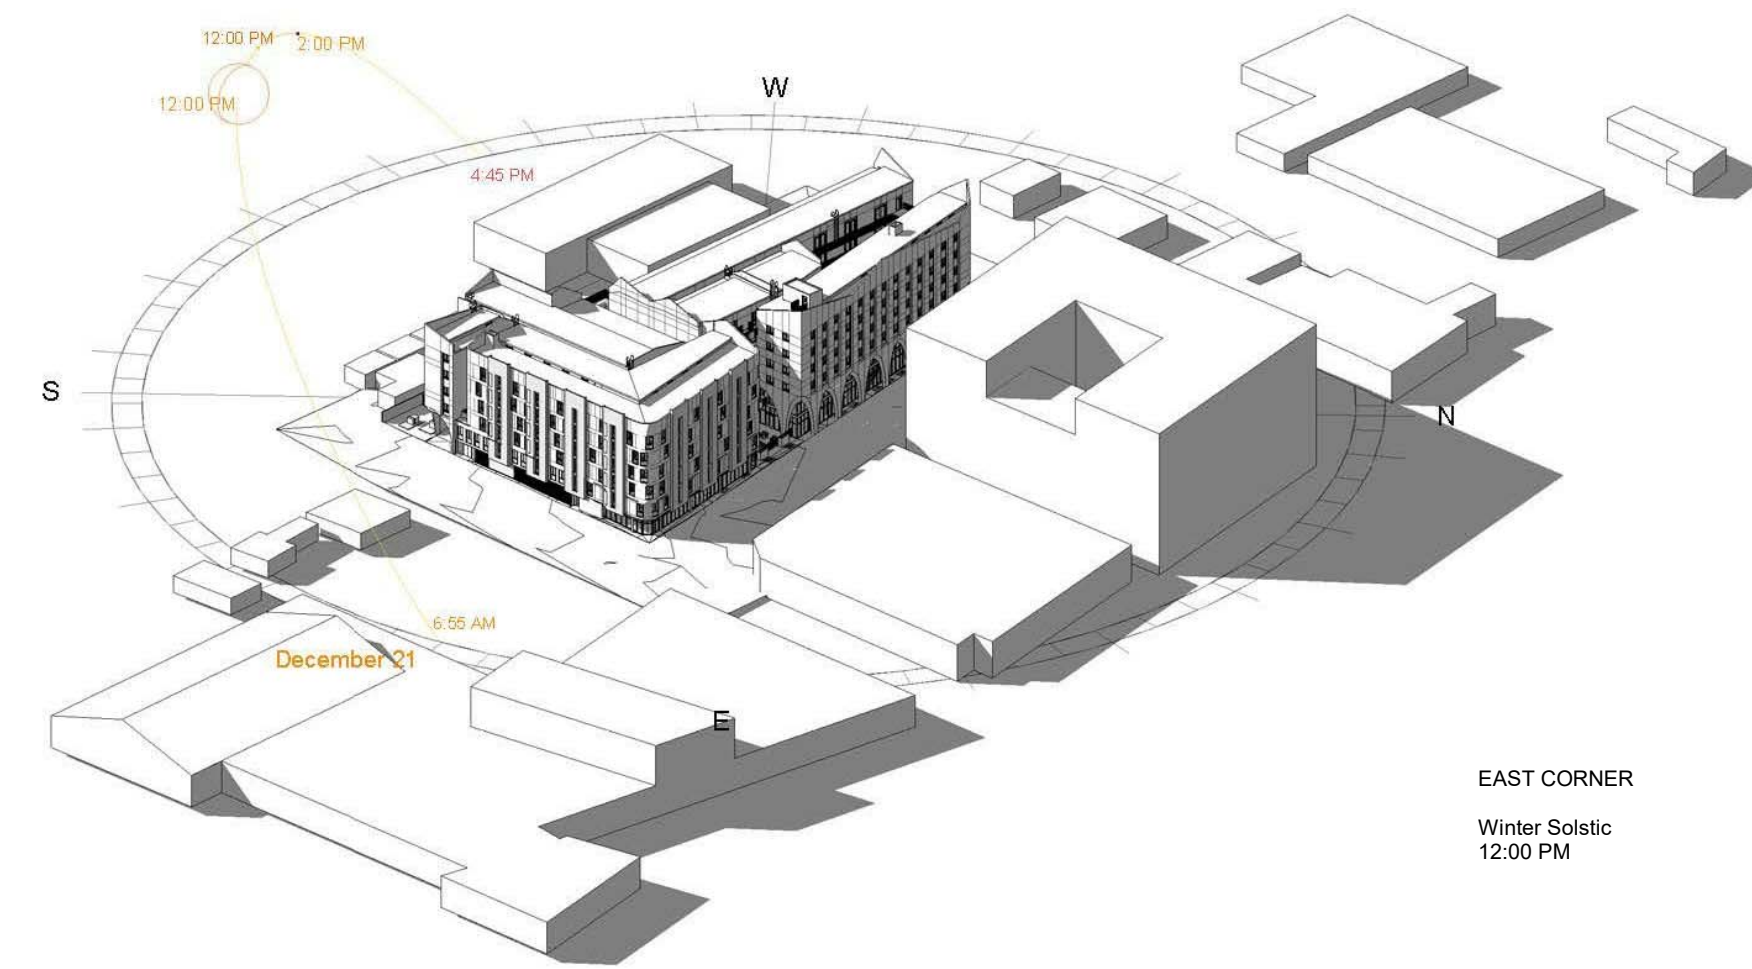 12:00 PM
2:00 PM
12:00 PM
W
4:45 PM
S
N
6:55 AM
December 21
E
EAST CORNER
Winter Solstic
12:00 PM